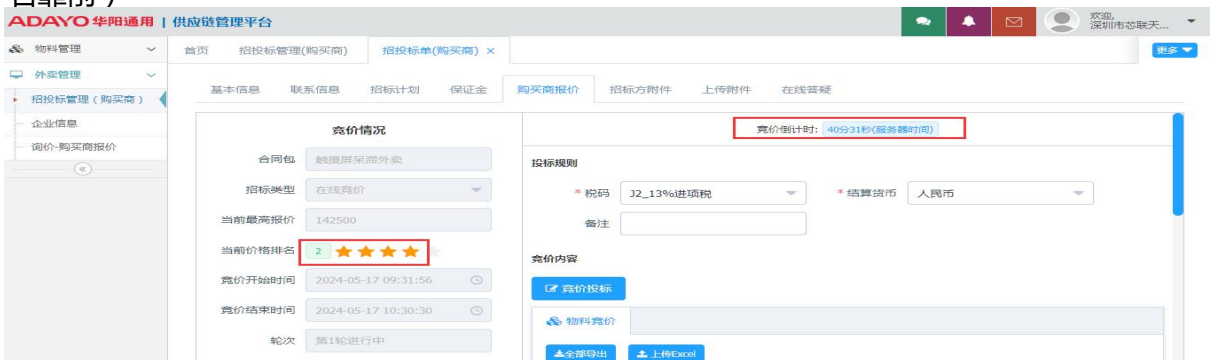 ADAYO 华阳通用 | 供应链管理平台
欢迎,
深圳市芯联天...
物料管理
首页 招投标管理(购买商) 招投标单(购买商) ×
更多
外卖管理
招投标管理（购买商）
企业信息
询价-购买商报价
基本信息 联系信息 招标计划 保证金 购买商报价 招标方附件 上传附件 在线答疑
竞价情况
合同包 触摸屏呆滞外卖
招标类型 在线竞价
当前最高报价 142500
当前价格排名 2
竞价开始时间 2024-05-17 09:31:56
竞价结束时间 2024-05-17 10:30:30
轮次 第1轮进行中
竞价倒计时: 40分31秒(服务器时间)
投标规则
* 税码 J2_13%进项税 * 结算货币 人民币
备注
竞价内容
竞价投标
物料竞价
全部导出 上传Excel